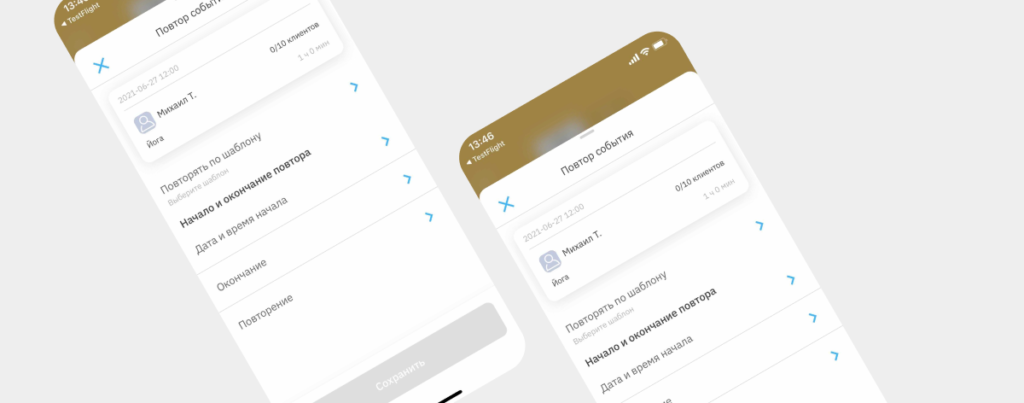 13:46
◀ TestFlight
Повтор события
2021-06-27 12:00
0/10 клиентов
Михаил Т.
1 ч 0 мин
Йога
Повторять по шаблону
Выберите шаблон
Начало и окончание повтора
Дата и время начала
Окончание
Повторение
Сохранить
13:46
◀ TestFlight
Повтор события
2021-06-27 12:00
0/10 клиентов
Михаил Т.
1 ч 0 мин
Йога
Повторять по шаблону
Выберите шаблон
Начало и окончание повтора
Дата и время начала